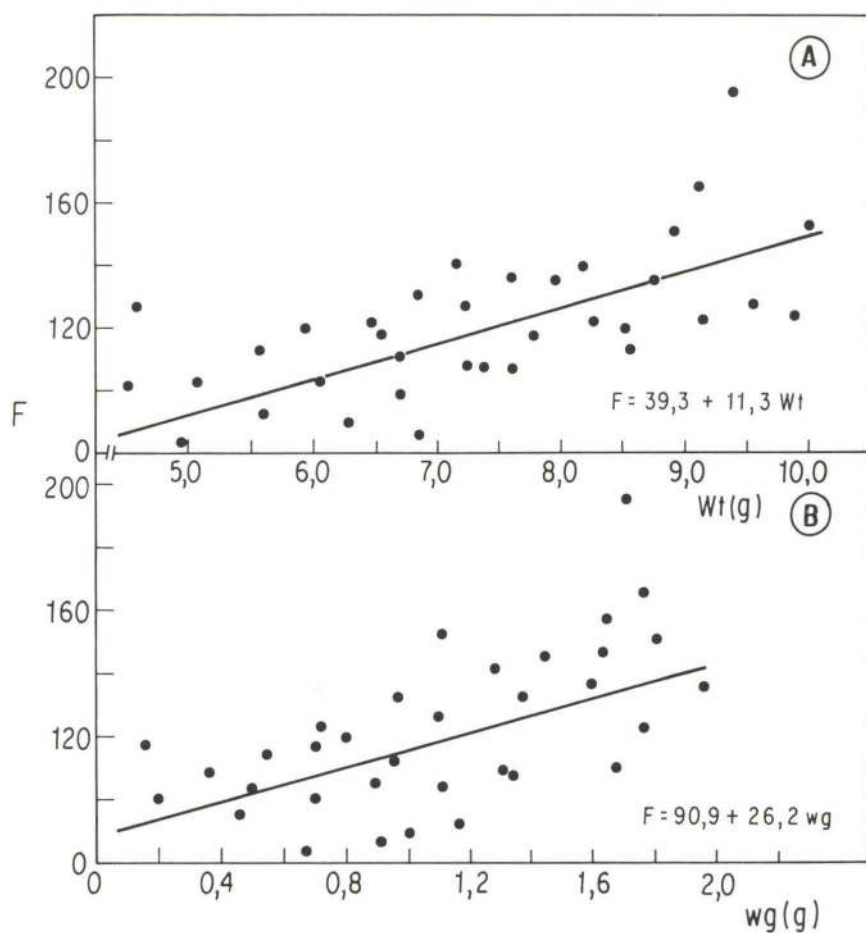 A
200
160
120
F
0
F = 39,3 + 11,3 Wt
5,0 6,0 7,0 8,0 9,0 10,0
Wt(g)
B
200
160
120
0
F = 90,9 + 26,2 wg
0 0,4 0,8 1,2 1,6 2,0
wg(g)